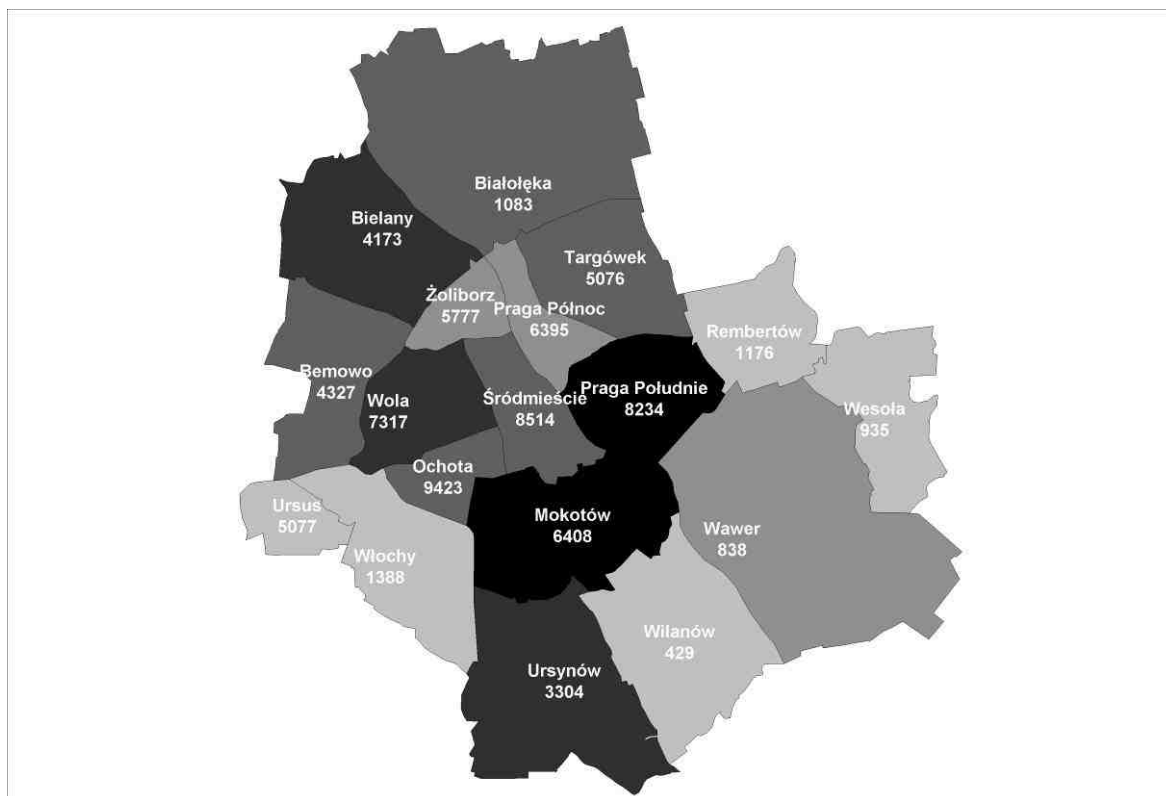 Białołęka
1083
Bielany
4173
Targówek
5076
Żoliborz
5777
Praga Północ
6395
Rembertów
1176
Bemowo
4327
Wola
7317
Śródmieście
8514
Praga Południe
8234
Wesoła
935
Ochota
9423
Ursus
5077
Mokotów
6408
Wawer
838
Włochy
1388
Wilanów
429
Ursynów
3304